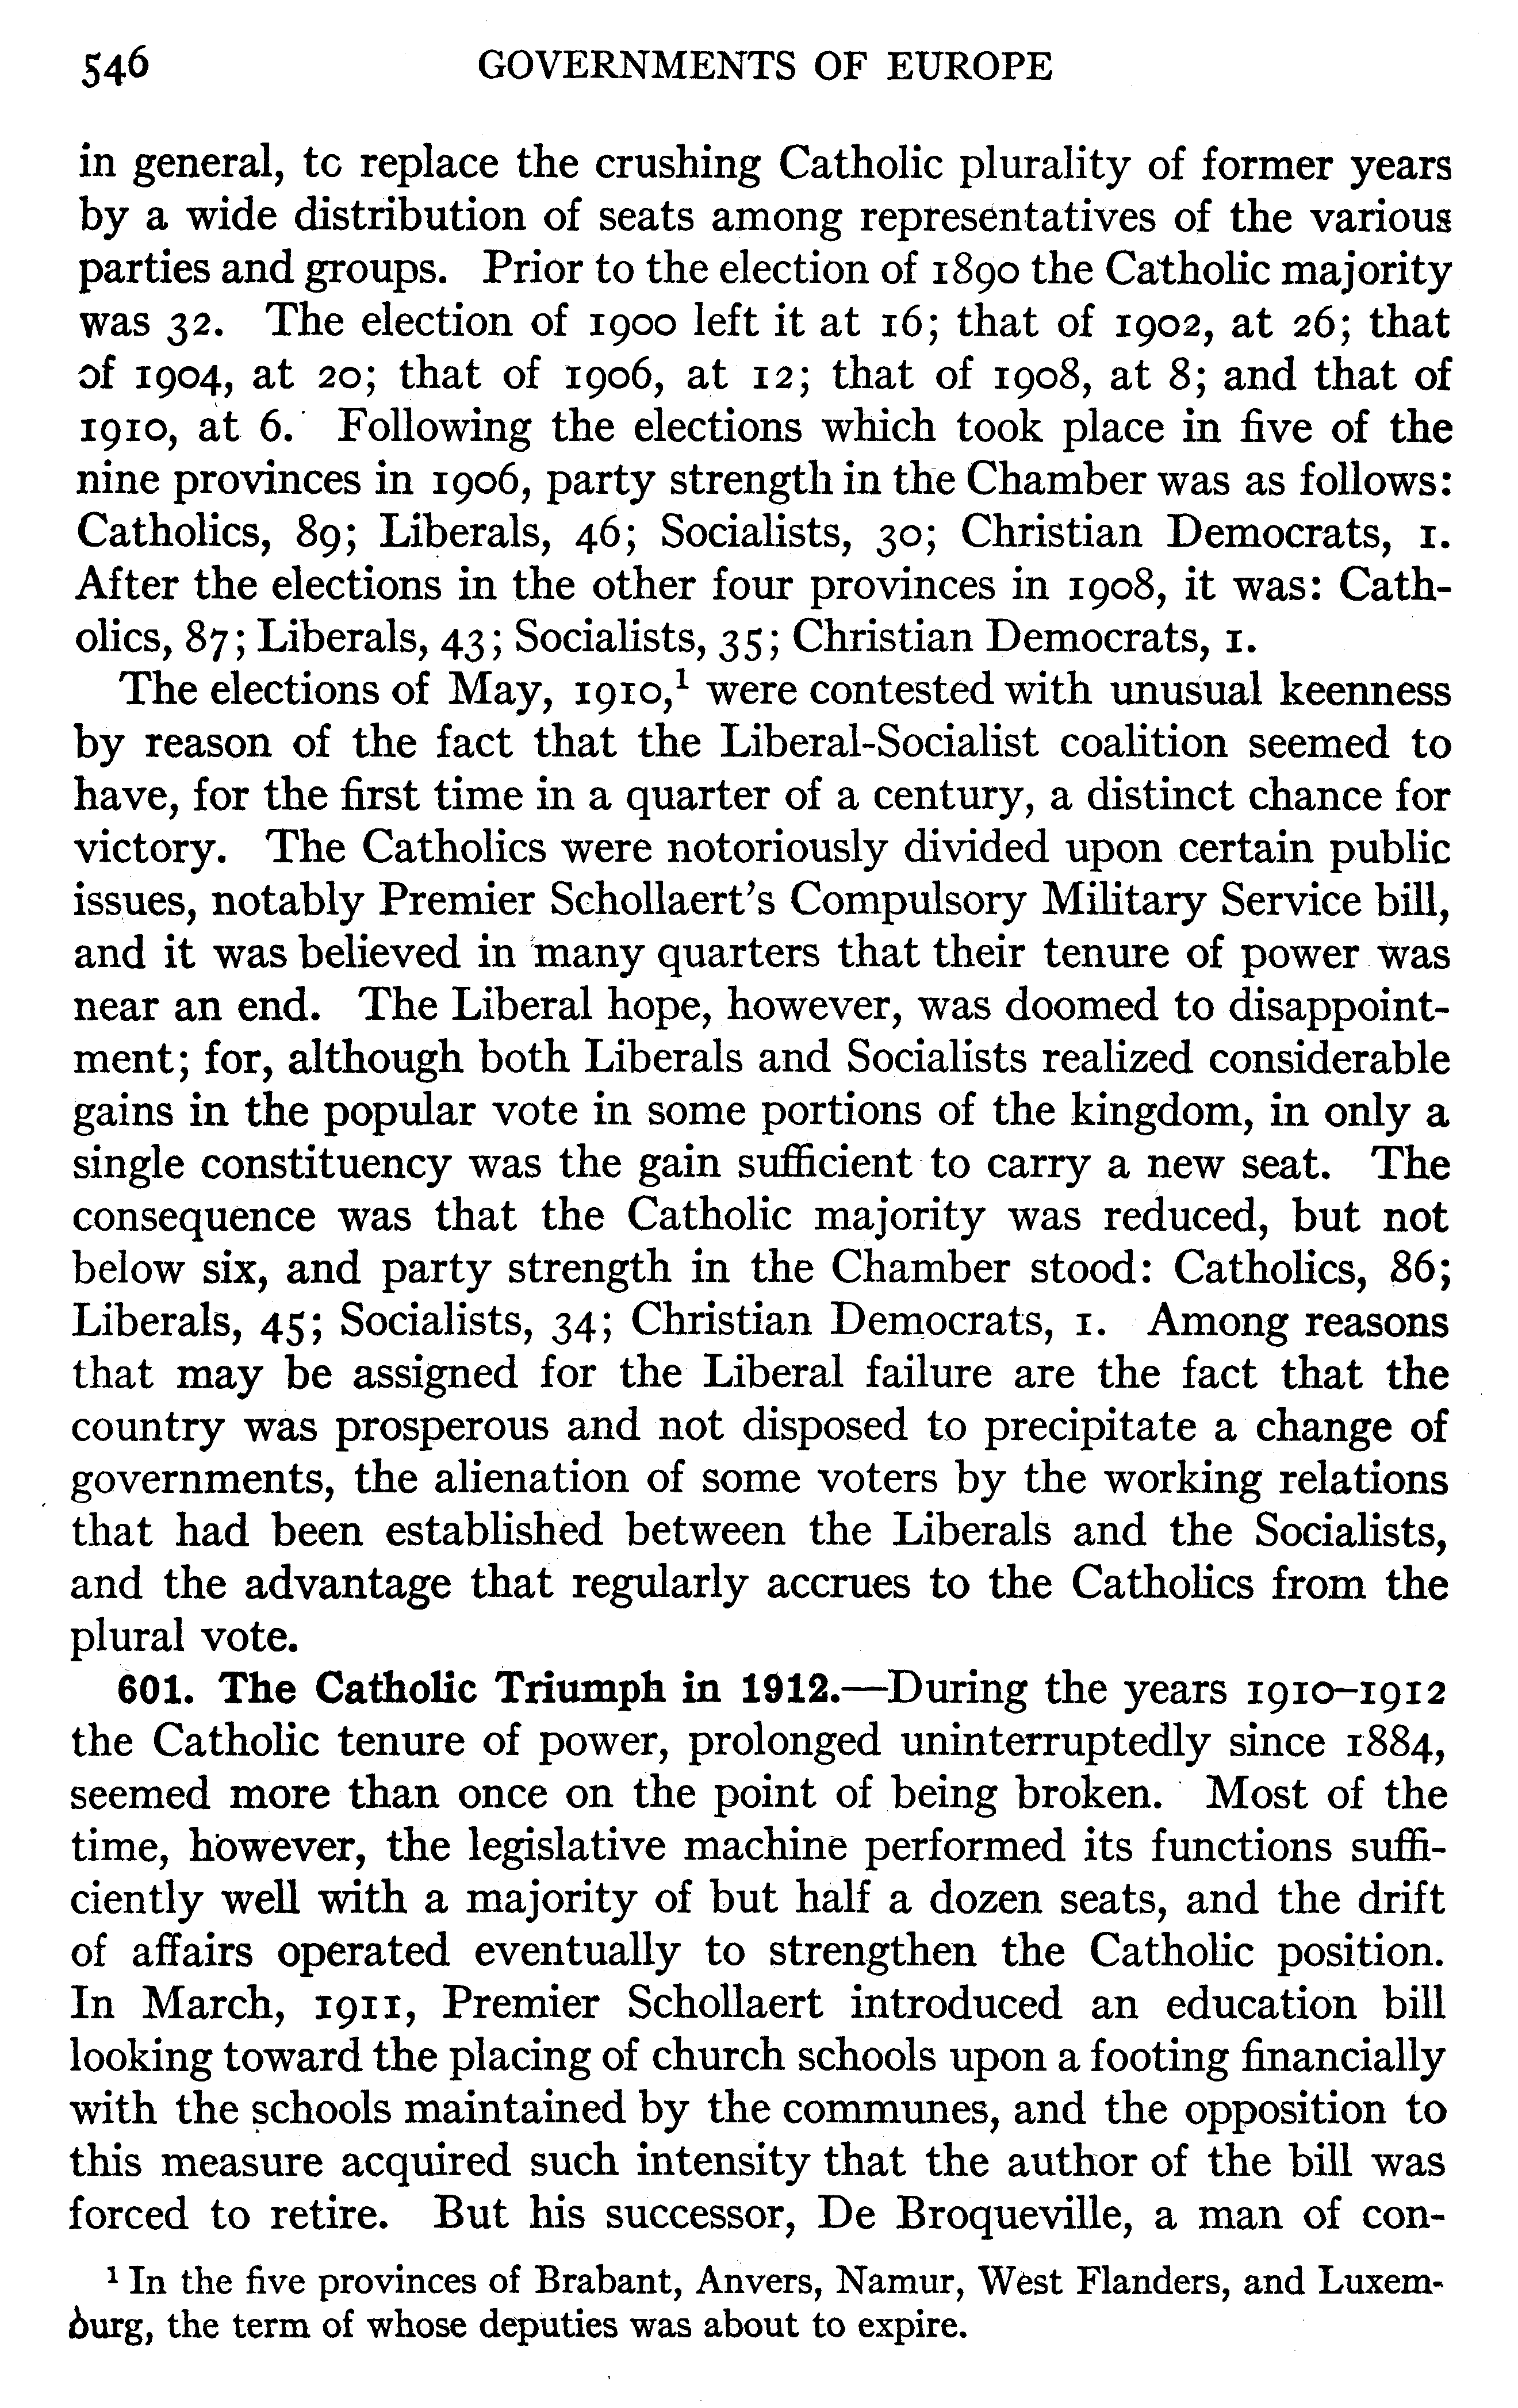 546 GOVERNMENTS OF EUROPE
in general, to replace the crushing Catholic plurality of former years
by a wide distribution of seats among representatives of the various
parties and groups. Prior to the election of 1890 the Catholic majority
was 32. The election of 1900 left it at 16; that of 1902, at 26; that
of 1904, at 20; that of 1906, at 12; that of 1908, at 8; and that of
1910, at 6. Following the elections which took place in five of the
nine provinces in 1906, party strength in the Chamber was as follows:
Catholics, 89; Liberals, 46; Socialists, 30; Christian Democrats, 1.
After the elections in the other four provinces in 1908, it was: Cath-
olics, 87; Liberals, 43; Socialists, 35; Christian Democrats, 1.
The elections of May, 1910,¹ were contested with unusual keenness
by reason of the fact that the Liberal-Socialist coalition seemed to
have, for the first time in a quarter of a century, a distinct chance for
victory. The Catholics were notoriously divided upon certain public
issues, notably Premier Schollaert's Compulsory Military Service bill,
and it was believed in many quarters that their tenure of power was
near an end. The Liberal hope, however, was doomed to disappoint-
ment; for, although both Liberals and Socialists realized considerable
gains in the popular vote in some portions of the kingdom, in only a
single constituency was the gain sufficient to carry a new seat. The
consequence was that the Catholic majority was reduced, but not
below six, and party strength in the Chamber stood: Catholics, 86;
Liberals, 45; Socialists, 34; Christian Democrats, 1. Among reasons
that may be assigned for the Liberal failure are the fact that the
country was prosperous and not disposed to precipitate a change of
governments, the alienation of some voters by the working relations
that had been established between the Liberals and the Socialists,
and the advantage that regularly accrues to the Catholics from the
plural vote.
601. The Catholic Triumph in 1912.—During the years 1910–1912
the Catholic tenure of power, prolonged uninterruptedly since 1884,
seemed more than once on the point of being broken. Most of the
time, however, the legislative machine performed its functions suffi-
ciently well with a majority of but half a dozen seats, and the drift
of affairs operated eventually to strengthen the Catholic position.
In March, 1911, Premier Schollaert introduced an education bill
looking toward the placing of church schools upon a footing financially
with the schools maintained by the communes, and the opposition to
this measure acquired such intensity that the author of the bill was
forced to retire. But his successor, De Broqueville, a man of con-
¹ In the five provinces of Brabant, Anvers, Namur, West Flanders, and Luxem-
burg, the term of whose deputies was about to expire.